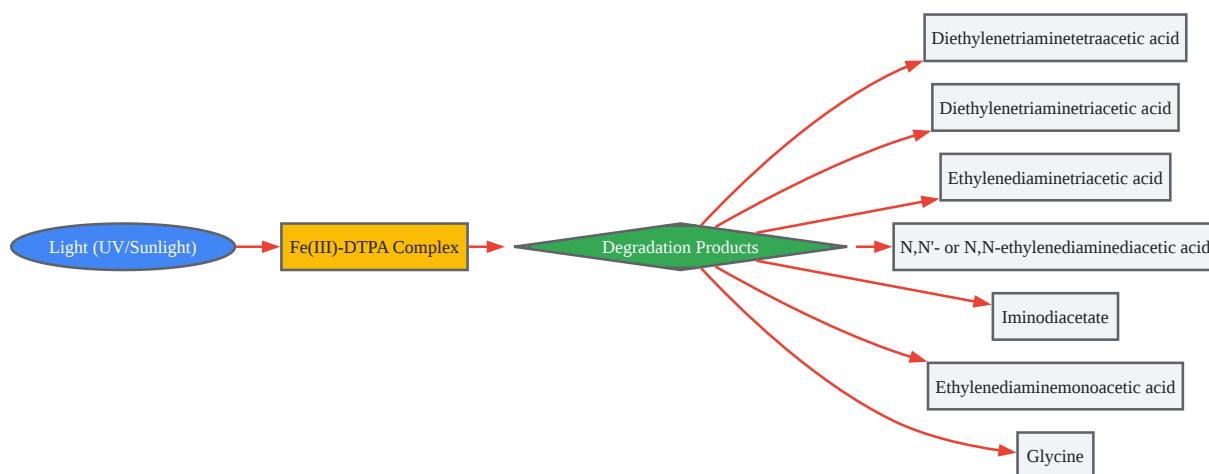 Diethylenetriaminetetraacetic acid
Diethylenetriaminetriacetic acid
Ethylenediaminetriacetic acid
Light (UV/Sunlight)
Fe(III)-DTPA Complex
Degradation Products
N,N'- or N,N-ethylenediaminediacetic acid
Iminodiacetate
Ethylenediaminemonoacetic acid
Glycine